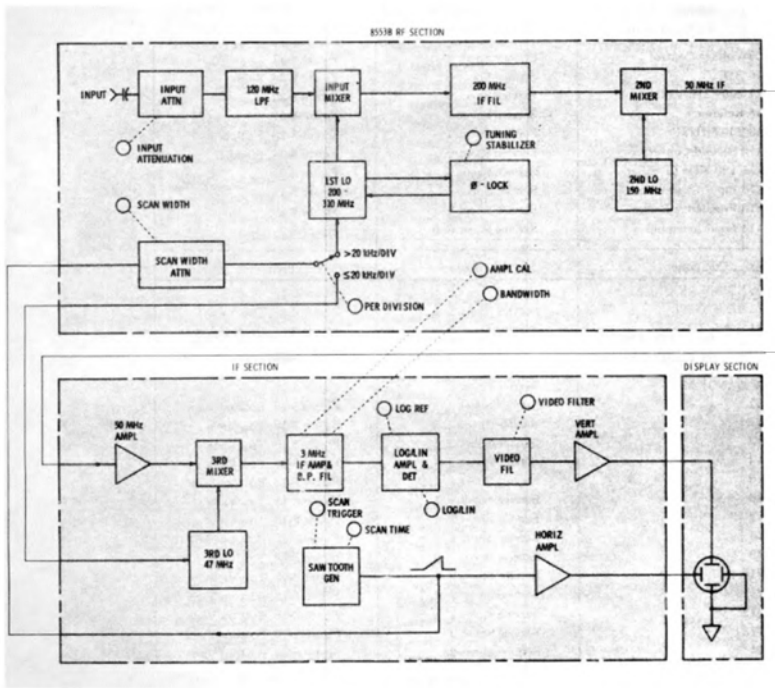 8553B RF SECTION
INPUT
INPUT
ATTN
120 MHz
LPF
INPUT
MIXER
200 MHz
IF FIL
2ND
MIXER
50 MHz IF
INPUT
ATTENUATION
TUNING
STABILIZER
1ST LO
200 -
310 MHz
Ø - LOCK
2ND LO
150 MHz
SCAN WIDTH
SCAN WIDTH
ATTN
>20 kHz/DIV
≤20 kHz/DIV
PER DIVISION
AMPL CAL
BANDWIDTH
IF SECTION
DISPLAY SECTION
50 MHz
AMPL
3RD
MIXER
3 MHz
IF AMP&
B.P. FIL
LOG REF
LOG/LIN
AMPL &
DET
VIDEO FILTER
VIDEO
FIL
VERT
AMPL
LOG/LIN
SCAN
TRIGGER
SCAN TIME
3RD LO
47 MHz
SAW TOOTH
GEN
HORIZ
AMPL